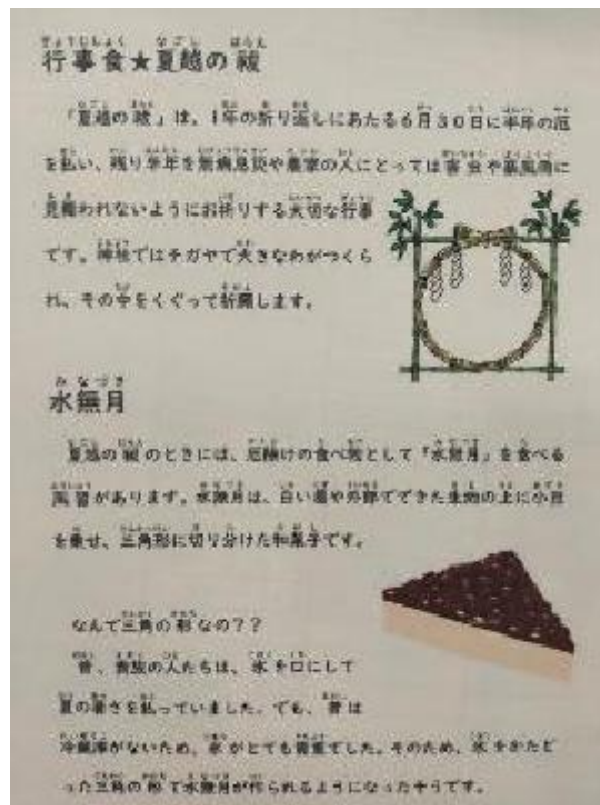 行事食★夏越の祓
「夏越の祓」は、1年の折り返しにあたる6月30日に半年の厄
を払い、残り半年を無病息災や農家の人にとっては害虫や暴風雨に
見舞われないようにお祈りする大切な行事
です。神社ではチガヤで大きなわがつくら
れ、その中をくぐって祈願します。
水無月
夏越の祓のときには、厄除けの食べ物として「水無月」を食べる
風習があります。水無月は、白い湯や外郎でできた生地の上に小豆
を乗せ、三角形に切り分けた和菓子です。
なんで三角の形なの??
昔、貴族の人たちは、氷を口にして
夏の暑さを払っていました。でも、昔は
冷蔵庫がないため、氷がとても貴重でした。そのため、氷をかたど
った三角の形で水無月が作られるようになったそうです。